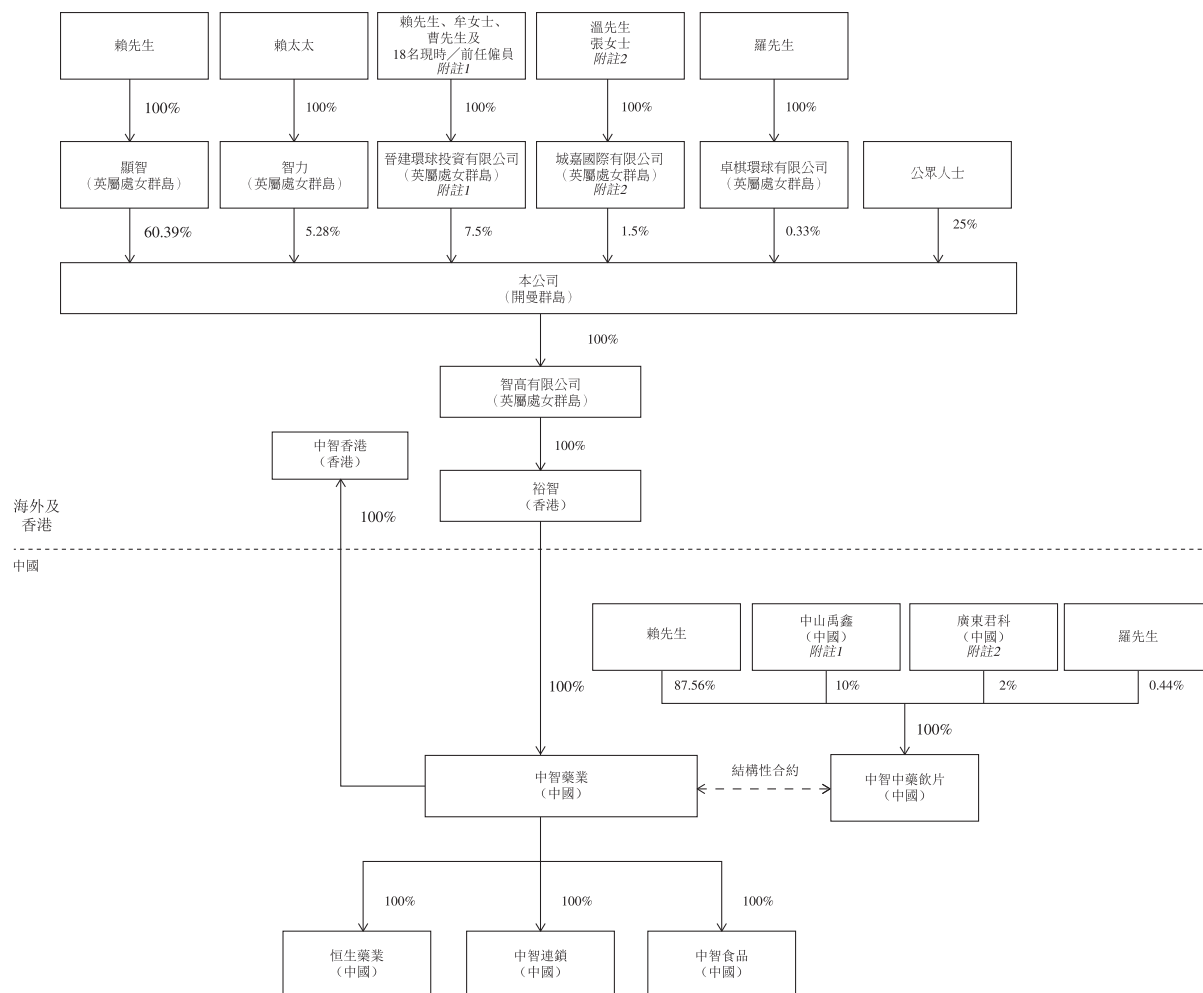 賴先生
賴太太
賴先生、牟女士、
曹先生及
18名現時／前任僱員
附註1
溫先生
張女士
附註2
羅先生
100%
100%
100%
100%
100%
顯智
（英屬處女群島）
智力
（英屬處女群島）
晉建環球投資有限公司
（英屬處女群島）
附註1
城嘉國際有限公司
（英屬處女群島）
附註2
卓棋環球有限公司
（英屬處女群島）
公眾人士
60.39%
5.28%
7.5%
1.5%
0.33%
25%
本公司
（開曼群島）
100%
智高有限公司
（英屬處女群島）
100%
中智香港
（香港）
裕智
（香港）
100%
海外及
香港
中國
賴先生
中山禹鑫
（中國）
附註1
廣東君科
（中國）
附註2
羅先生
87.56%
10%
2%
0.44%
100%
100%
中智藥業
（中國）
結構性合約
中智中藥飲片
（中國）
100%
100%
100%
恒生藥業
（中國）
中智連鎖
（中國）
中智食品
（中國）